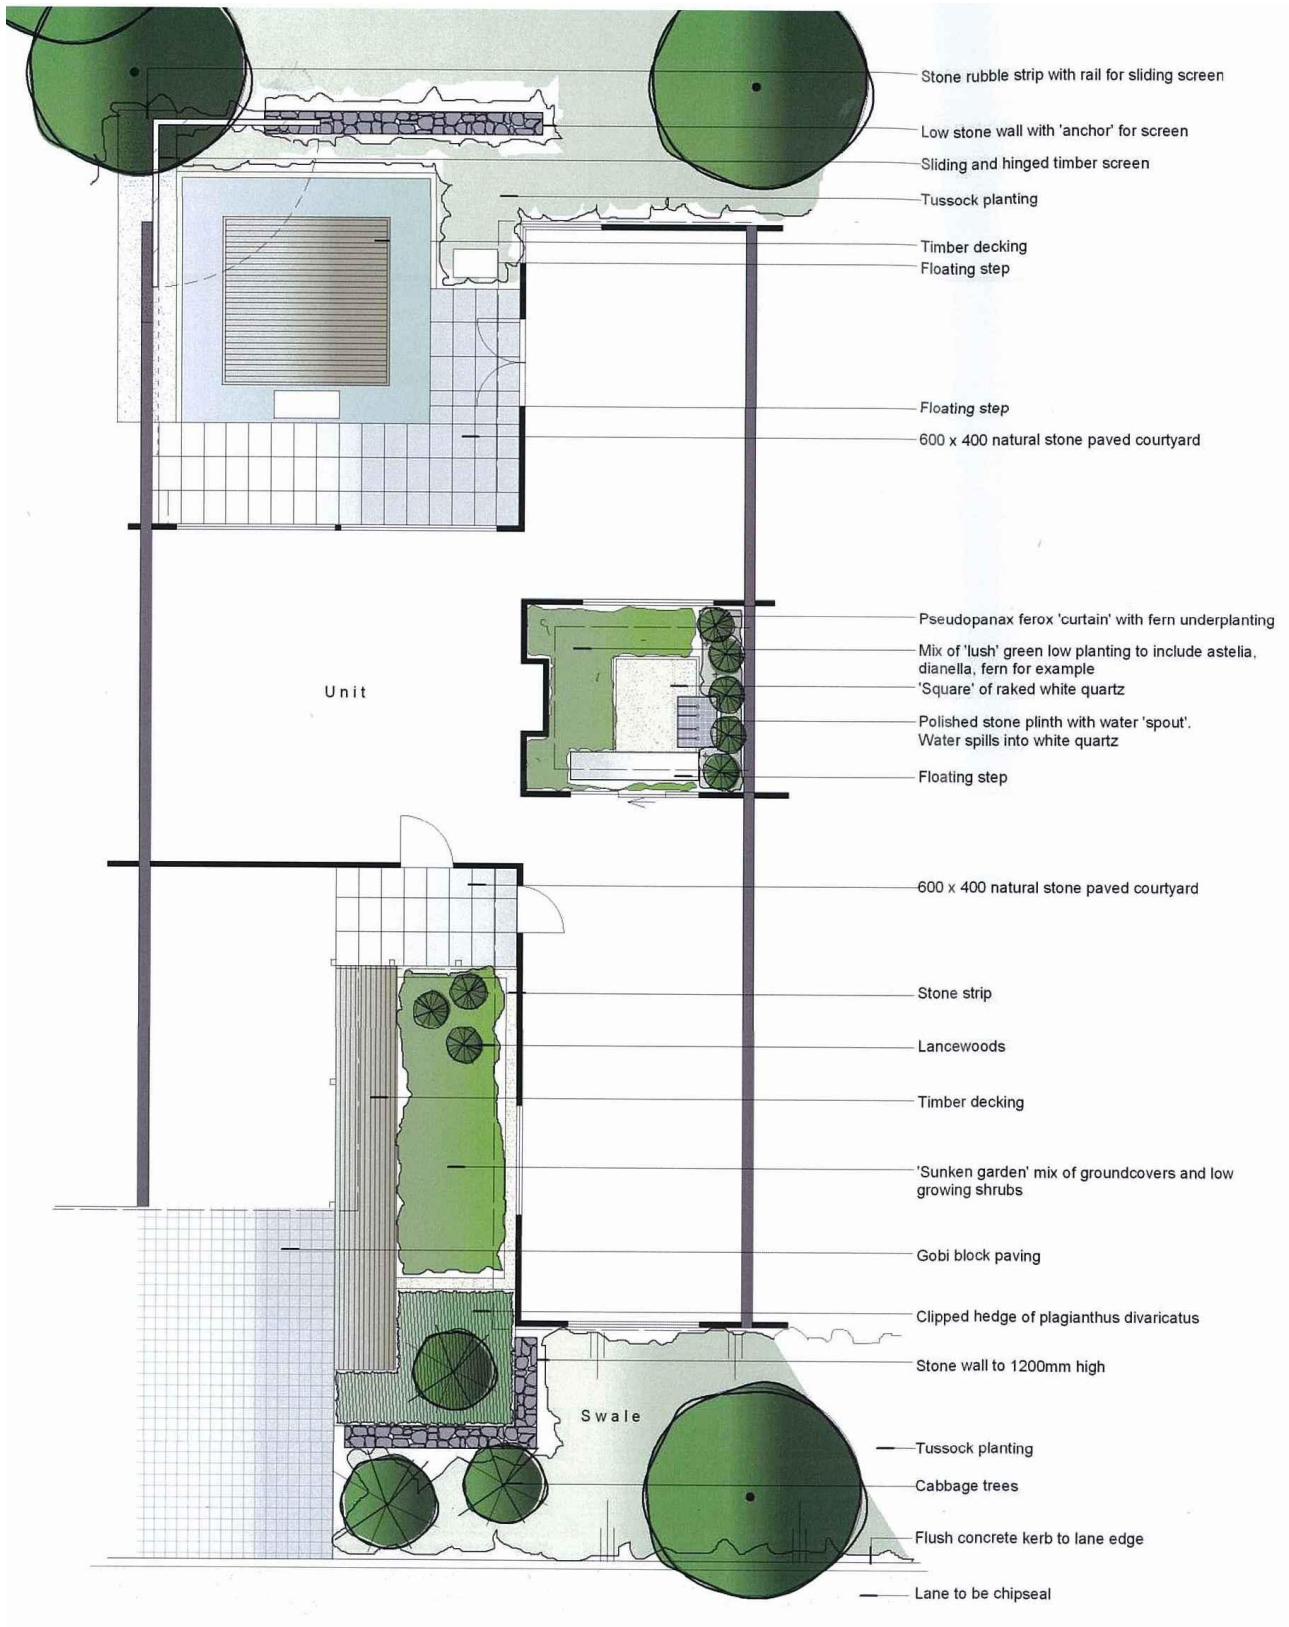 Stone rubble strip with rail for sliding screen
Low stone wall with 'anchor' for screen
Sliding and hinged timber screen
Tussock planting
Timber decking
Floating step
Floating step
600 x 400 natural stone paved courtyard
Pseudopanax ferox 'curtain' with fern underplanting
Mix of 'lush' green low planting to include astelia,
dianella, fern for example
'Square' of raked white quartz
Unit
Polished stone plinth with water 'spout'.
Water spills into white quartz
Floating step
600 x 400 natural stone paved courtyard
Stone strip
Lancewoods
Timber decking
'Sunken garden' mix of groundcovers and low
growing shrubs
Gobi block paving
Clipped hedge of plagianthus divaricatus
Stone wall to 1200mm high
Swale
Tussock planting
Cabbage trees
Flush concrete kerb to lane edge
Lane to be chipseal